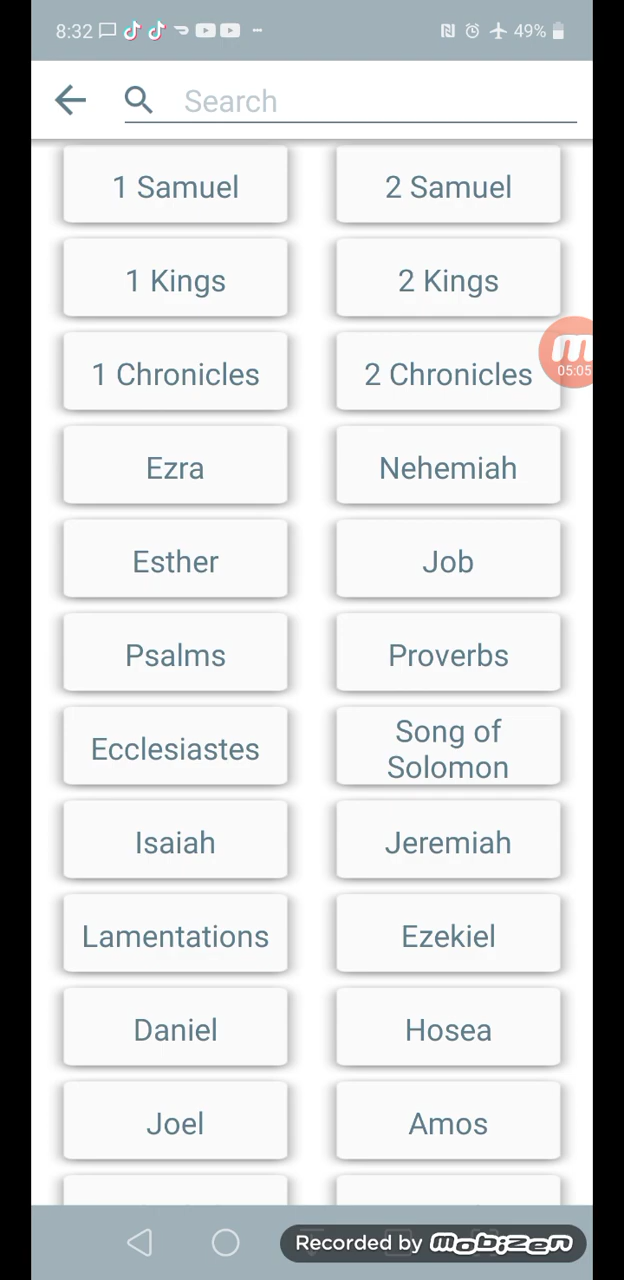 8:32
49%
Search
1 Samuel
2 Samuel
1 Kings
2 Kings
1 Chronicles
2 Chronicles
05:05
Ezra
Nehemiah
Esther
Job
Psalms
Proverbs
Ecclesiastes
Song of
Solomon
Isaiah
Jeremiah
Lamentations
Ezekiel
Daniel
Hosea
Joel
Amos
Recorded by mobizen